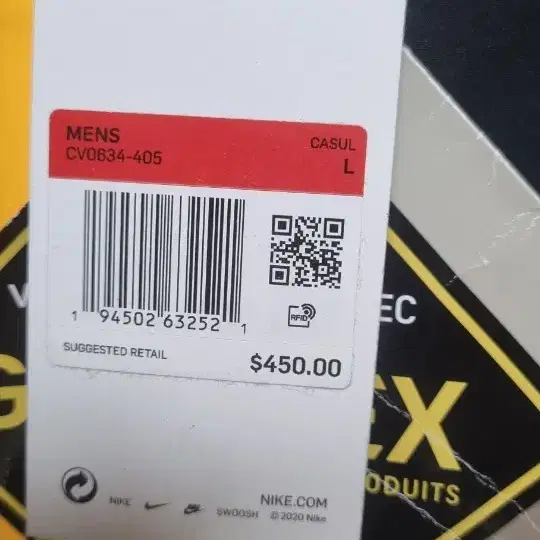 MENS
CV0634-405
CASUL
L
1 94502 63252 1
RFID
SUGGESTED RETAIL
$450.00
NIKE
SWOOSH
NIKE.COM
© 2020 Nike
V
EC
G
EX
ODUITS